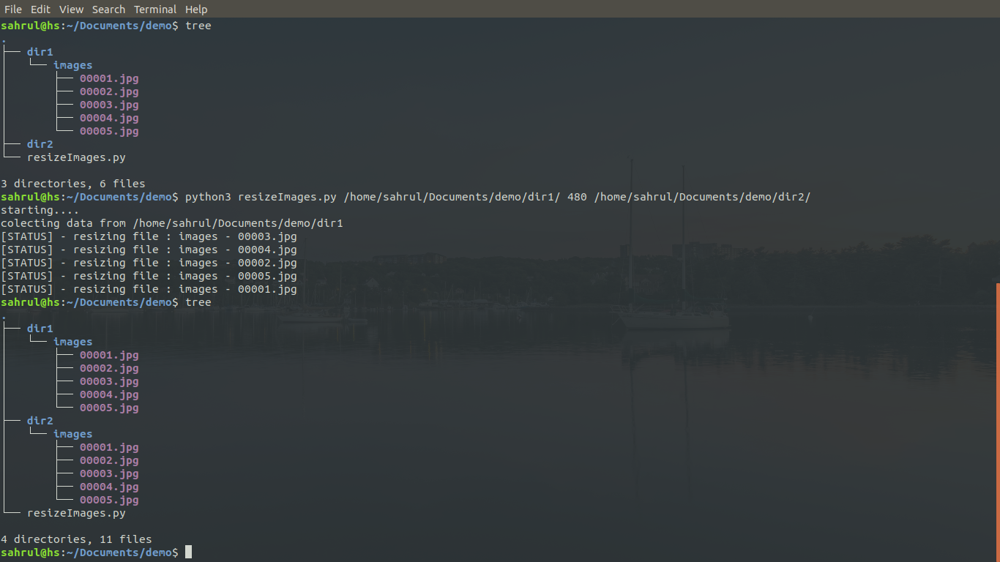 File Edit View Search Terminal Help
sahrul@hs:~/Documents/demo$ tree
.
├── dir1
│   └── images
│       ├── 00001.jpg
│       ├── 00002.jpg
│       ├── 00003.jpg
│       ├── 00004.jpg
│       └── 00005.jpg
├── dir2
└── resizeImages.py

3 directories, 6 files
sahrul@hs:~/Documents/demo$ python3 resizeImages.py /home/sahrul/Documents/demo/dir1/ 480 /home/sahrul/Documents/demo/dir2/
starting....
colecting data from /home/sahrul/Documents/demo/dir1
[STATUS] - resizing file : images - 00003.jpg
[STATUS] - resizing file : images - 00004.jpg
[STATUS] - resizing file : images - 00002.jpg
[STATUS] - resizing file : images - 00005.jpg
[STATUS] - resizing file : images - 00001.jpg
sahrul@hs:~/Documents/demo$ tree
.
├── dir1
│   └── images
│       ├── 00001.jpg
│       ├── 00002.jpg
│       ├── 00003.jpg
│       ├── 00004.jpg
│       └── 00005.jpg
├── dir2
│   └── images
│       ├── 00001.jpg
│       ├── 00002.jpg
│       ├── 00003.jpg
│       ├── 00004.jpg
│       └── 00005.jpg
└── resizeImages.py

4 directories, 11 files
sahrul@hs:~/Documents/demo$